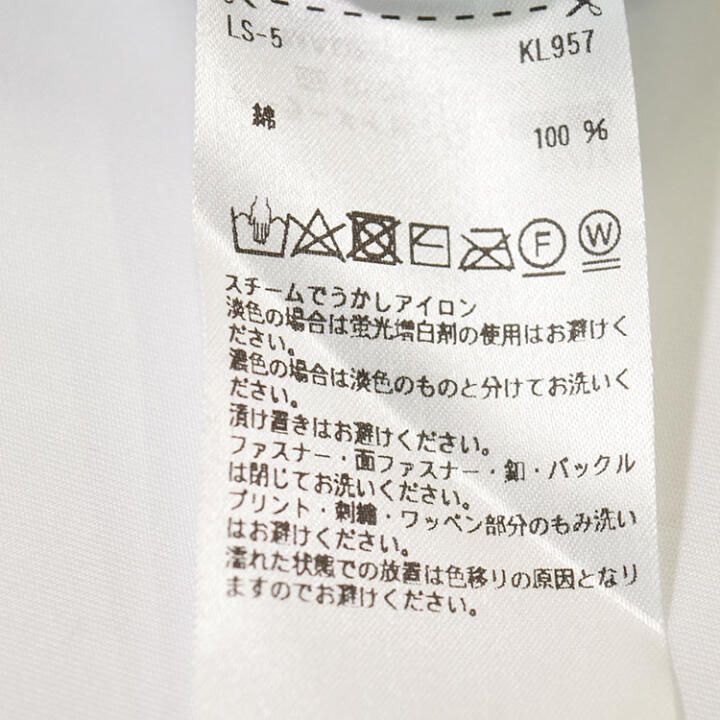 LS-5 KL957
綿 100 %
F W
スチームでうかしアイロン
淡色の場合は蛍光増白剤の使用はお避けく
ださい。
濃色の場合は淡色のものと分けてお洗いく
ださい。
漬け置きはお避けください。
ファスナー・面ファスナー・釦・バックル
は閉じてお洗いください。
プリント・刺繍・ワッペン部分のもみ洗い
はお避けください。
濡れた状態での放置は色移りの原因となり
ますのでお避けください。